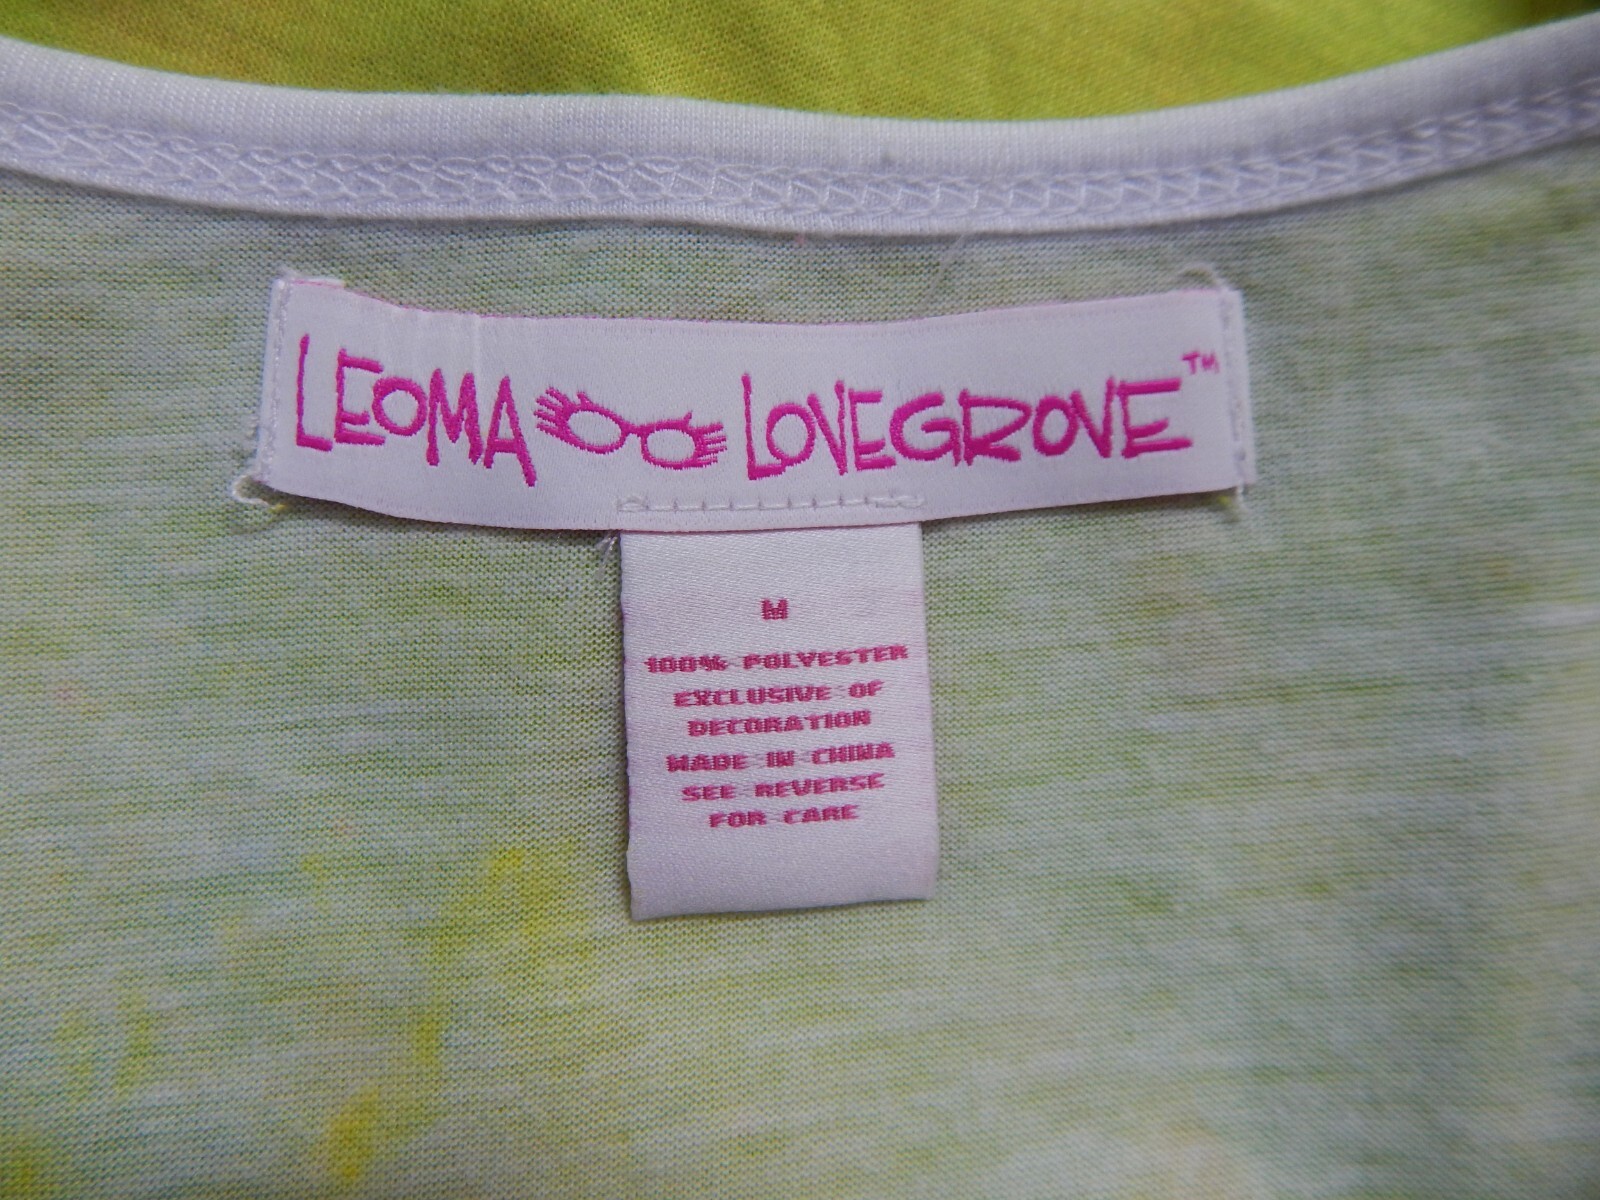 LEOMA LOVEGROVE™
M
100% POLYESTER
EXCLUSIVE OF
DECORATION
MADE IN CHINA
SEE REVERSE
FOR CARE